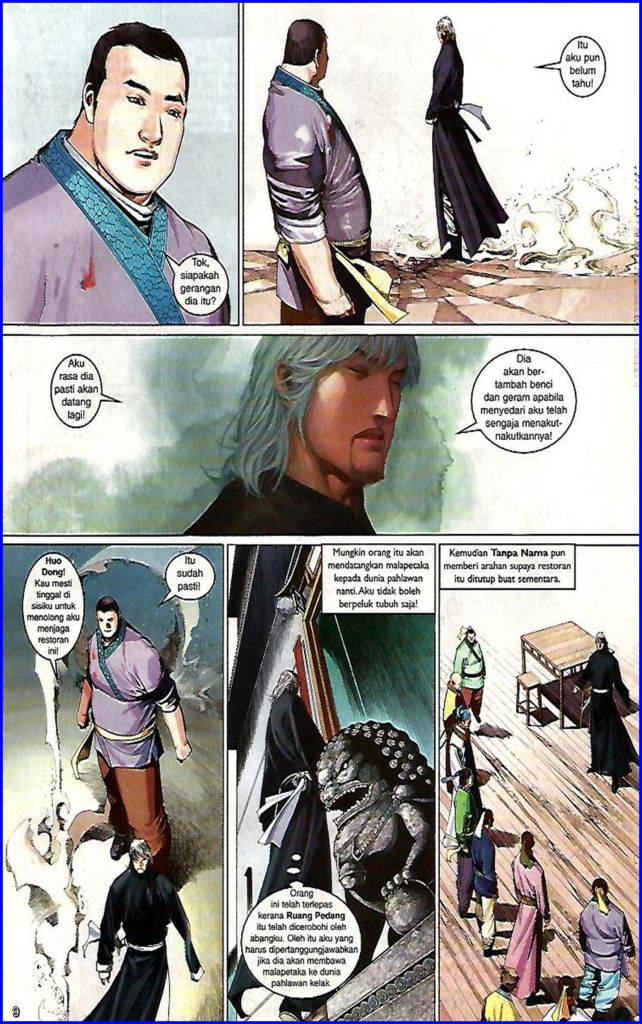 Tok,
siapakah
gerangan
dia itu?
Itu
aku pun
belum
tahu!
Aku
rasa dia
pasti akan
datang
lagi!
Dia
akan ber-
tambah benci
dan geram apabila
menyedari aku telah
sengaja menakut-
nakutkannya!
Huo
Dong!
Kau mesti
tinggal di
sisiku untuk
menolong aku
menjaga
restoran
ini!
Itu
sudah
pasti!
Mungkin orang itu akan
mendatangkan malapetaka
kepada dunia pahlawan
nanti. Aku tidak boleh
berpeluk tubuh saja!
Orang
ini telah terlepas
kerana Ruang Pedang
itu telah dicerobohi oleh
abangku. Oleh itu aku yang
harus dipertanggungjawabkan
jika dia akan membawa
malapetaka ke dunia
pahlawan kelak.
Kemudian Tanpa Nama pun
memberi arahan supaya restoran
itu ditutup buat sementara.
9